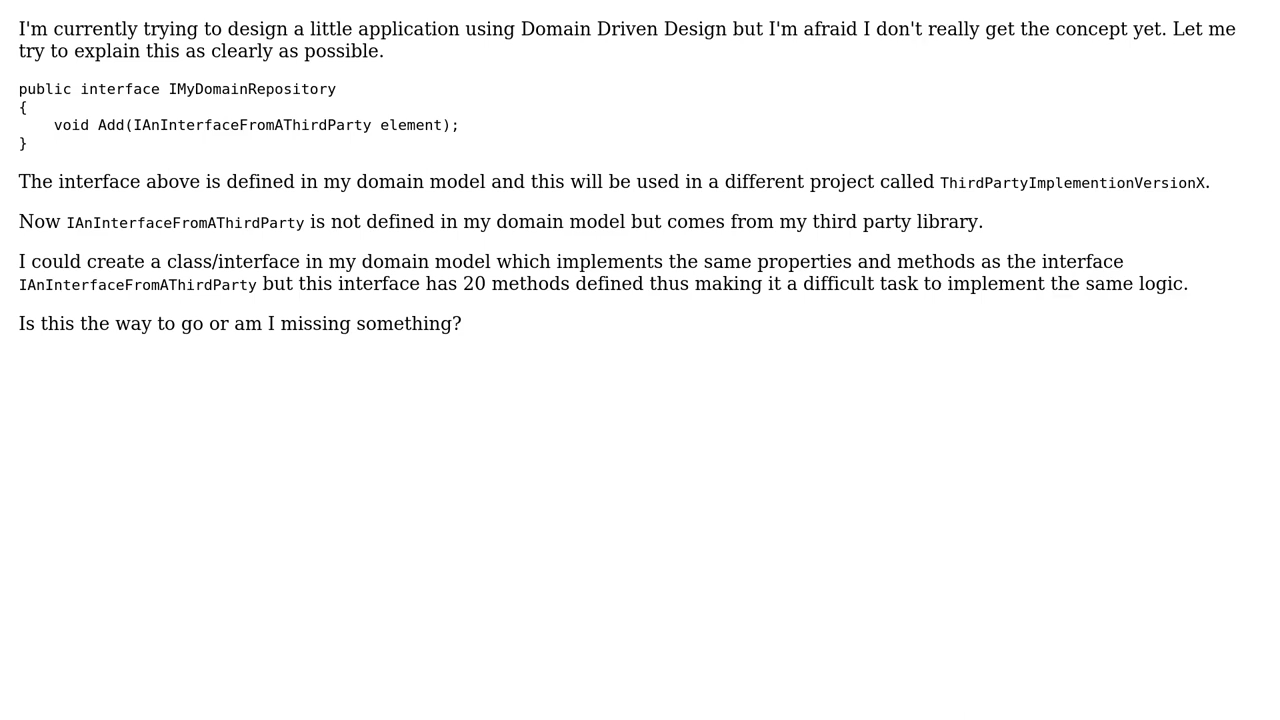 I'm currently trying to design a little application using Domain Driven Design but I'm afraid I don't really get the concept yet. Let me
try to explain this as clearly as possible.
public interface IMyDomainRepository
{
    void Add(IAnInterfaceFromAThirdParty element);
}
The interface above is defined in my domain model and this will be used in a different project called ThirdPartyImplementionVersionX.
Now IAnInterfaceFromAThirdParty is not defined in my domain model but comes from my third party library.
I could create a class/interface in my domain model which implements the same properties and methods as the interface
IAnInterfaceFromAThirdParty but this interface has 20 methods defined thus making it a difficult task to implement the same logic.
Is this the way to go or am I missing something?